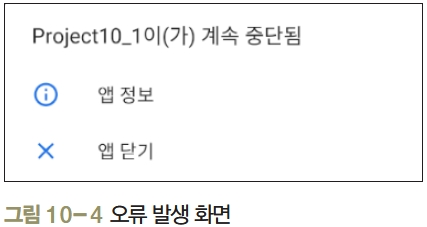 Project10_1이(가) 계속 중단됨
앱 정보
앱 닫기
그림 10-4 오류 발생 화면